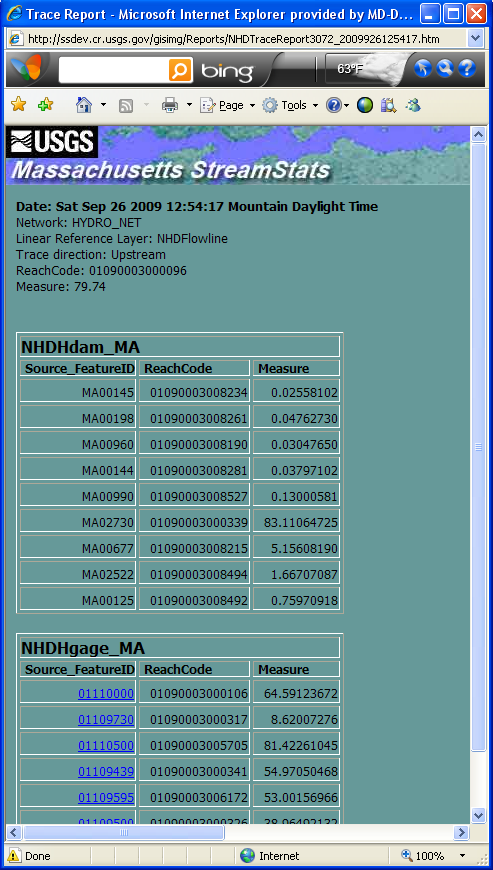 Trace Report - Microsoft Internet Explorer provided by MD-D...
http://ssdev.cr.usgs.gov/gisimg/Reports/NHDTraceReport3072_2009926125417.htm
bing 63°F
Page Tools
USGS
Massachusetts StreamStats
Date: Sat Sep 26 2009 12:54:17 Mountain Daylight Time
Network: HYDRO_NET
Linear Reference Layer: NHDFlowline
Trace direction: Upstream
ReachCode: 01090003000096
Measure: 79.74
NHDHdam_MA
Source_FeatureID ReachCode Measure
MA00145 01090003008234 0.02558102
MA00198 01090003008261 0.04762730
MA00960 01090003008190 0.03047650
MA00144 01090003008281 0.03797102
MA00990 01090003008527 0.13000581
MA02730 01090003000339 83.11064725
MA00677 01090003008215 5.15608190
MA02522 01090003008494 1.66707087
MA00125 01090003008492 0.75970918
NHDHgage_MA
Source_FeatureID ReachCode Measure
01110000 01090003000106 64.59123672
01109730 01090003000317 8.62007276
01110500 01090003005705 81.42261045
01109439 01090003000341 54.97050468
01109595 01090003006172 53.00156966
Done Internet 100%